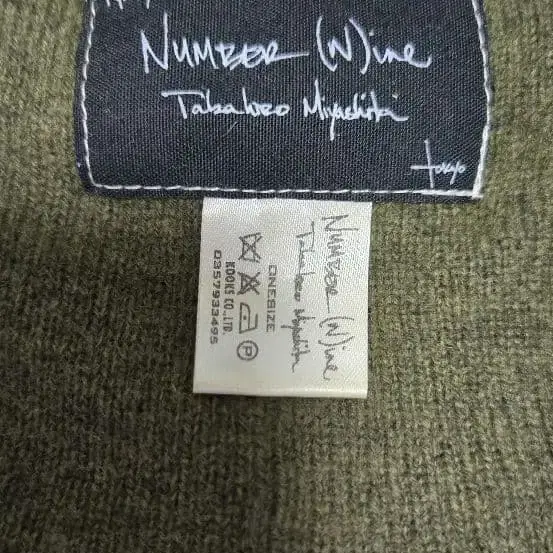 NUMBER (N)ine
Takahiro Miyashita
tokyo
NUMBER (N)ine
Takahiro Miyashita
ONESIZE
P
KOOKS CO.,LTD.
0357933495